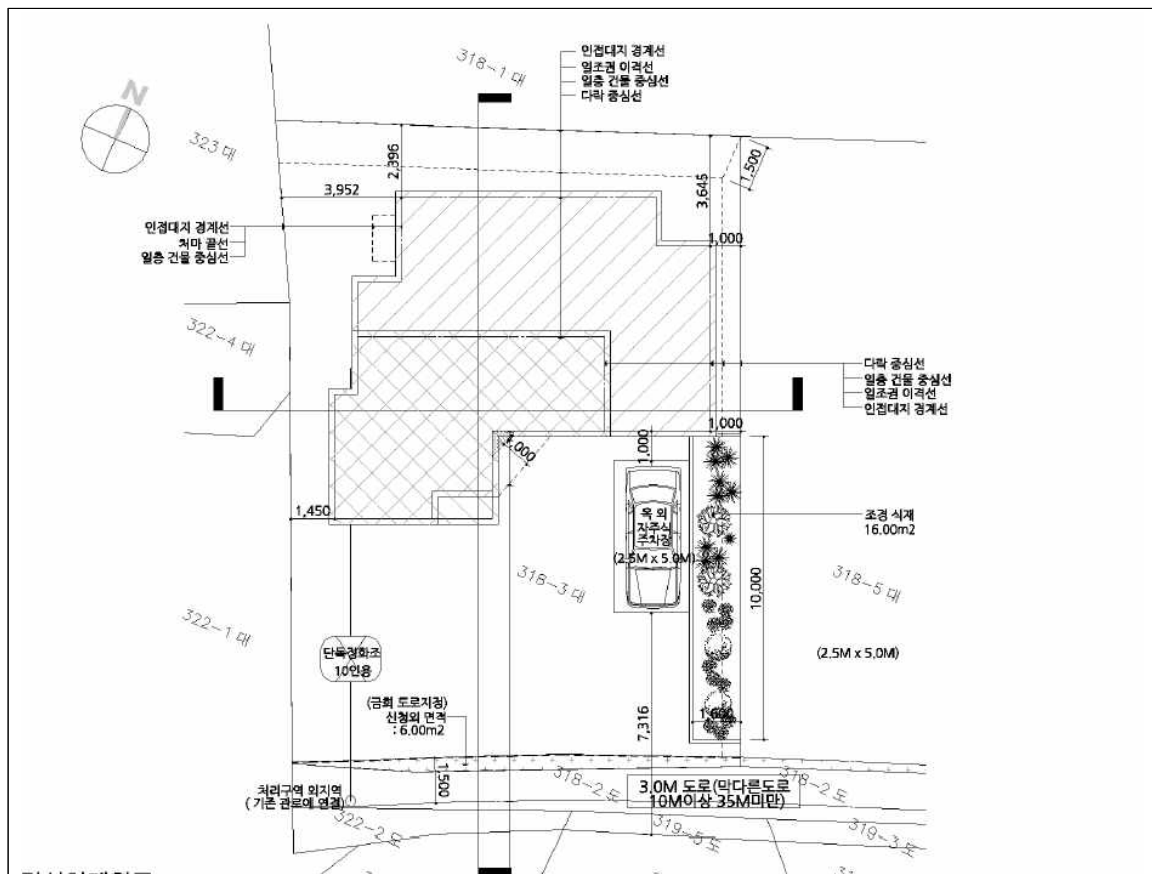 인접대지 경계선
일조권 이격선
일층 건물 중심선
다락 중심선
318-1 대
N
323 대
2,396
3,645
1,500
3,952
인접대지 경계선
처마 끝선
일층 건물 중심선
1,000
322-4 대
다락 중심선
일층 건물 중심선
일조권 이격선
인접대지 경계선
1,000
1,000
1,000
1,450
옥 외
자주식
주차장
(2.5M x 5.0M)
조경 식재
16.00m2
318-3 대
318-5 대
10,000
322-1 대
단독정화조
10인용
(2.5M x 5.0M)
(금회 도로지정)
신청외 면적
: 6.00m2
7,316
1,600
1,500
처리구역 외지역
( 기존 관로에 연결)
318-2 도
3.0M 도로(막다른도로
10M이상 35M미만)
318-2 도
322-2 도
319-5 도
319-3 도